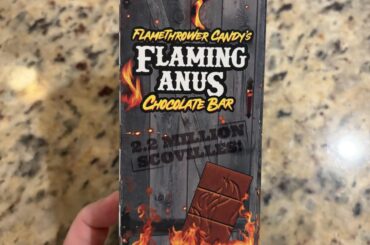 FLAMETHROWER CANDY'S
FLAMING
ANUS
CHOCOLATE BAR
2.2 MILLION
SCOVILLES!